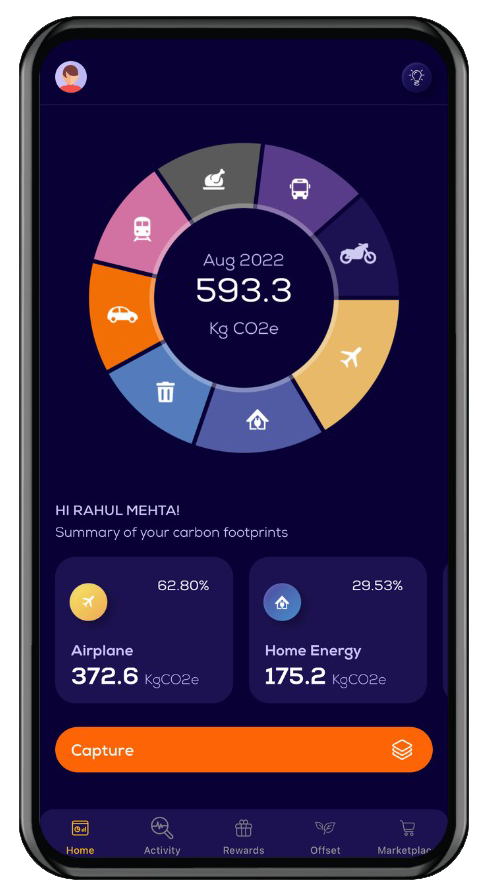 Aug 2022
593.3
Kg CO2e
HI RAHUL MEHTA!
Summary of your carbon footprints
62.80%
Airplane
372.6 KgCO2e
29.53%
Home Energy
175.2 KgCO2e
Capture
Home
Activity
Rewards
Offset
Marketplac